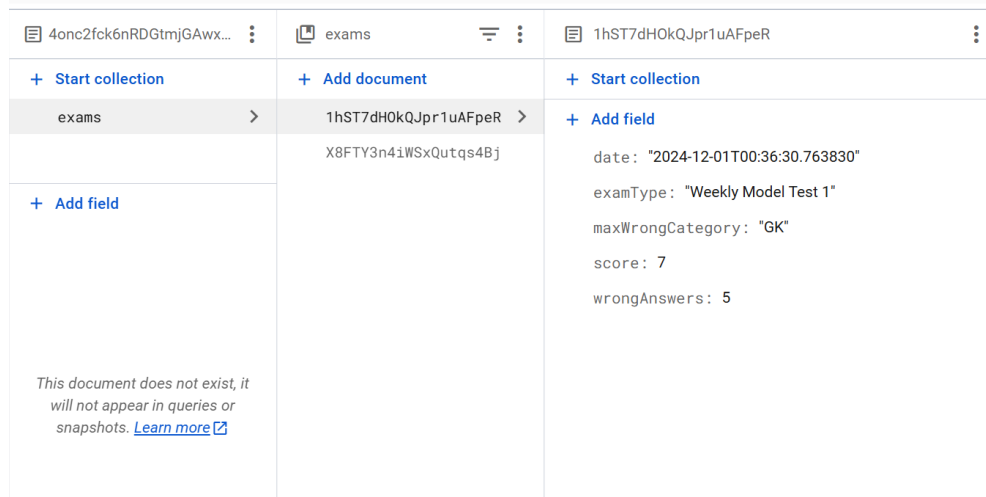 4onc2fck6nRDGtmjGAwx...
exams
1hST7dHOkQJpr1uAFpeR
Start collection
Add document
Start collection
exams
1hST7dHOkQJpr1uAFpeR
Add field
X8FTY3n4iWSxQutqs4Bj
date: "2024-12-01T00:36:30.763830"
Add field
examType: "Weekly Model Test 1"
maxWrongCategory: "GK"
score: 7
wrongAnswers: 5
This document does not exist, it
will not appear in queries or
snapshots. Learn more